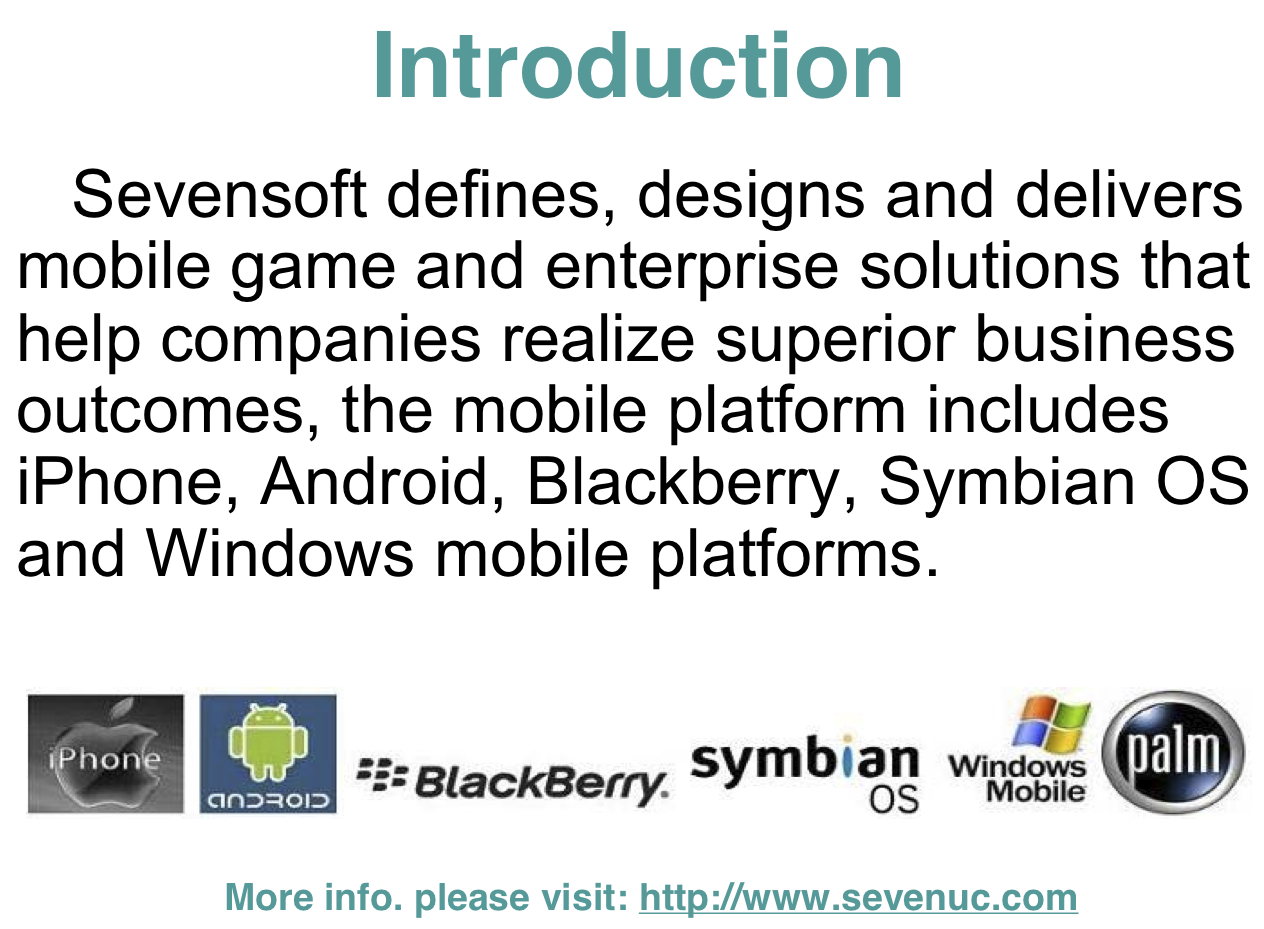 Introduction
Sevensoft defines, designs and delivers
mobile game and enterprise solutions that
help companies realize superior business
outcomes, the mobile platform includes
iPhone, Android, Blackberry, Symbian OS
and Windows mobile platforms.
iPhone
ANDROID
BlackBerry.
symbian
OS
Windows
Mobile
palm
More info. please visit: http://www.sevenuc.com